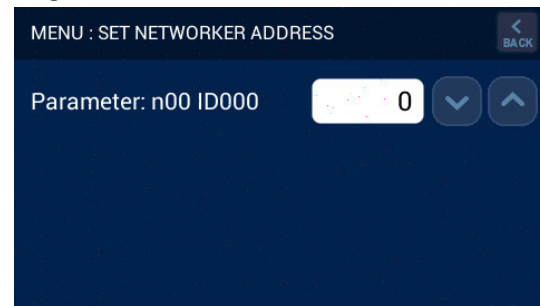 MENU : SET NETWORKER ADDRESS
BACK
Parameter: n00 ID000
0